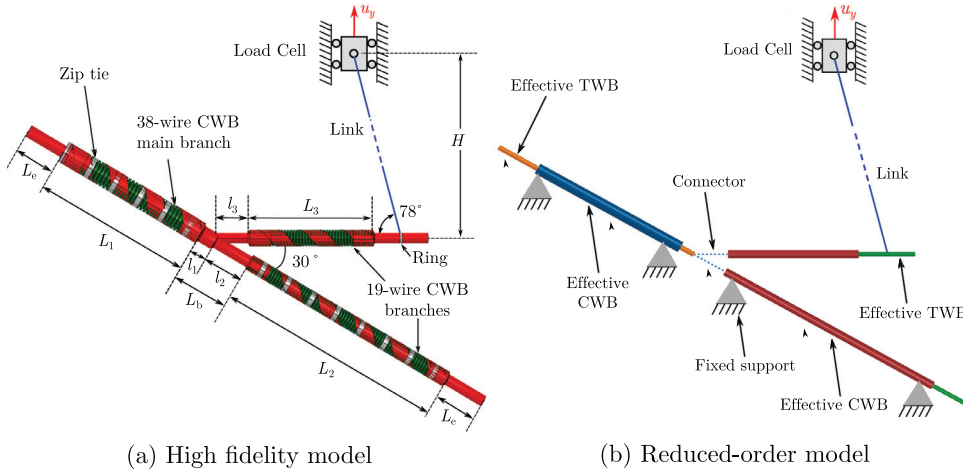 u_y
Load Cell
Zip tie
38-wire CWB
main branch
Link
H
L_e
l_3
L_3
78°
L_1
Ring
l_1
l_2
30°
19-wire CWB
branches
L_b
L_2
L_e
(a) High fidelity model
u_y
Load Cell
Effective TWB
Connector
Link
Effective
CWB
Effective TWB
Fixed support
Effective CWB
(b) Reduced-order model